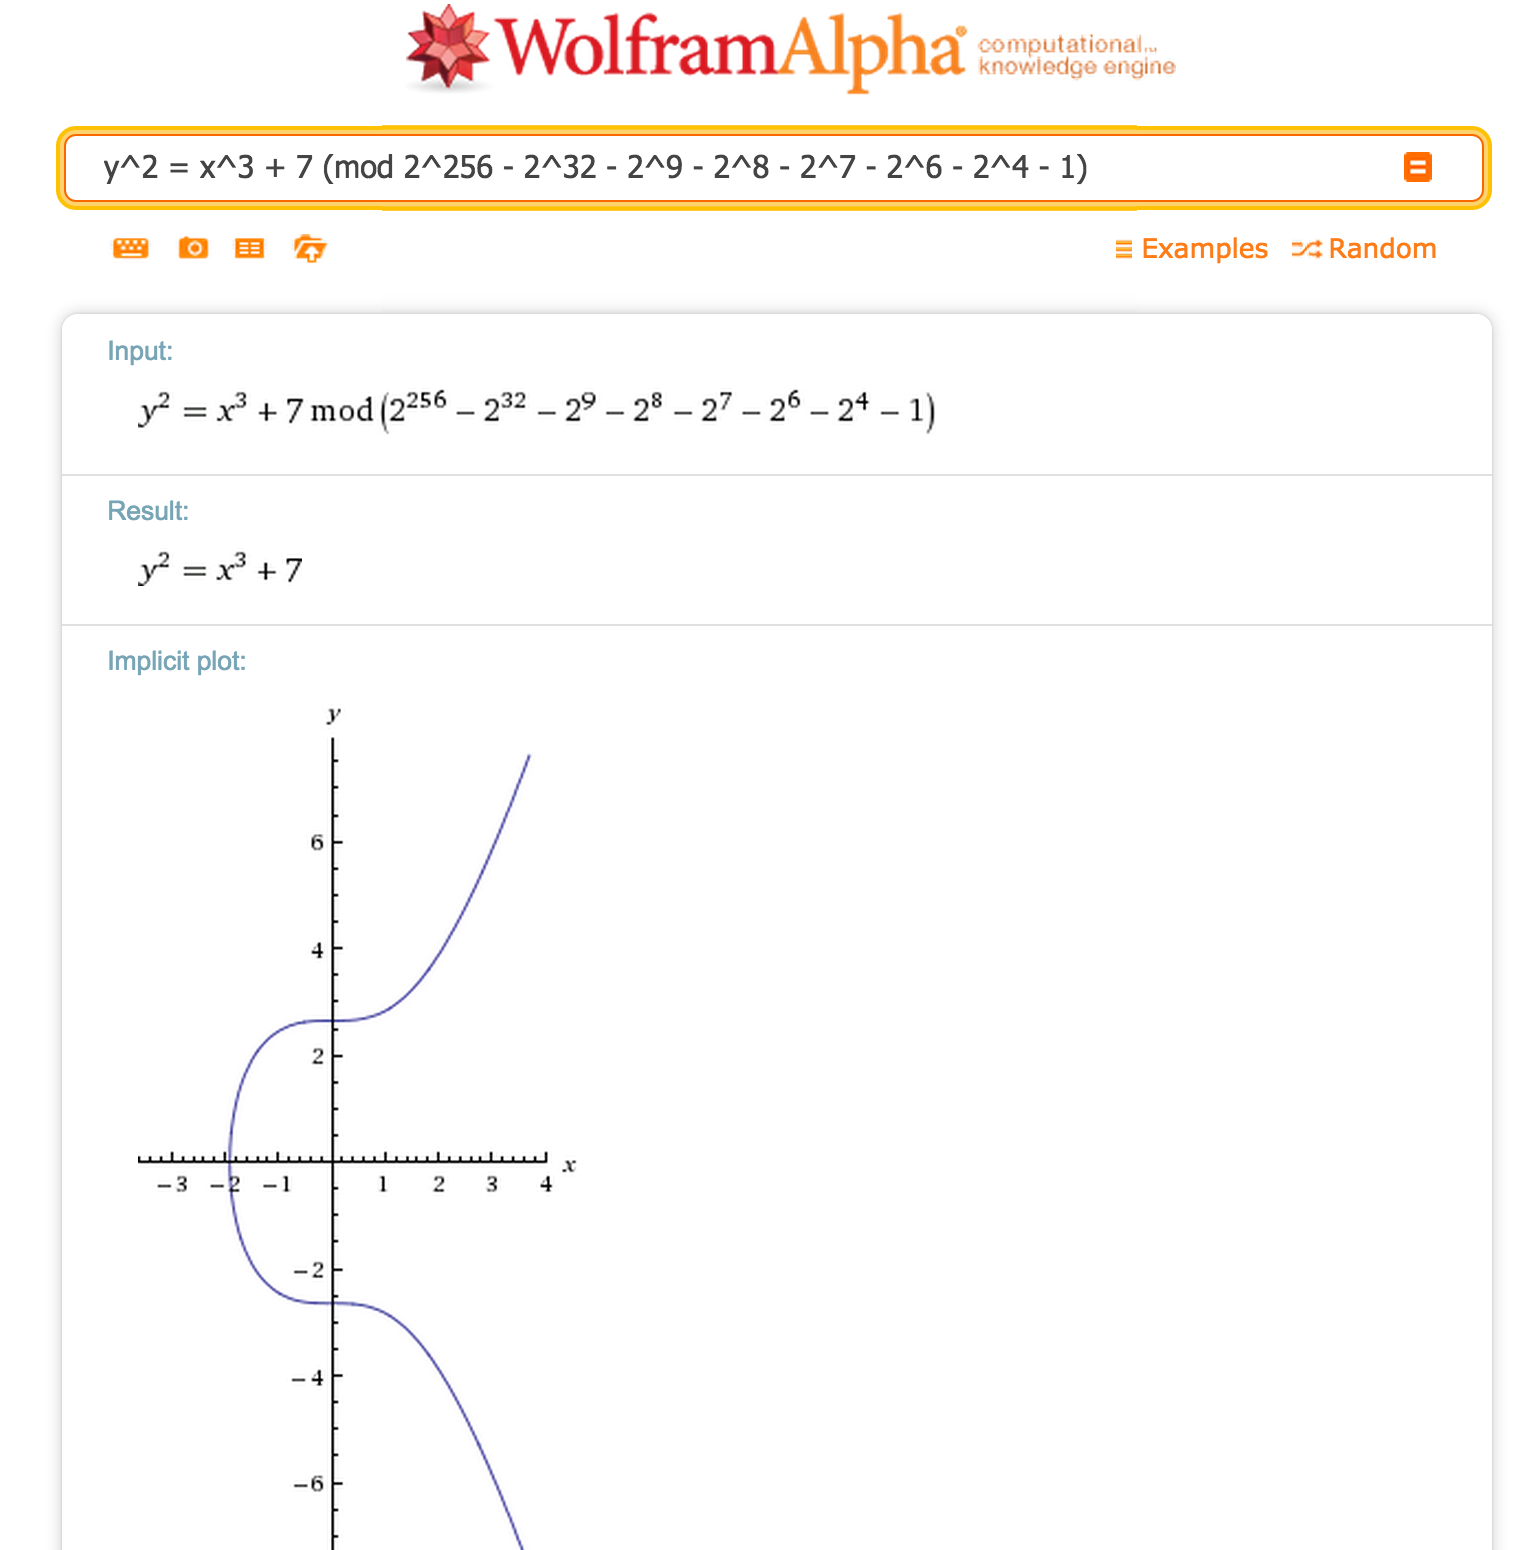 WolframAlpha® computational... knowledge engine
y^2 = x^3 + 7 (mod 2^256 - 2^32 - 2^9 - 2^8 - 2^7 - 2^6 - 2^4 - 1)
Examples Random
Input:
y² = x³ + 7 mod(2²⁵⁶ – 2³² – 2⁹ – 2⁸ – 2⁷ – 2⁶ – 2⁴ – 1)
Result:
y² = x³ + 7
Implicit plot:
y
6
4
2
x
-3 -2 -1 1 2 3 4
-2
-4
-6